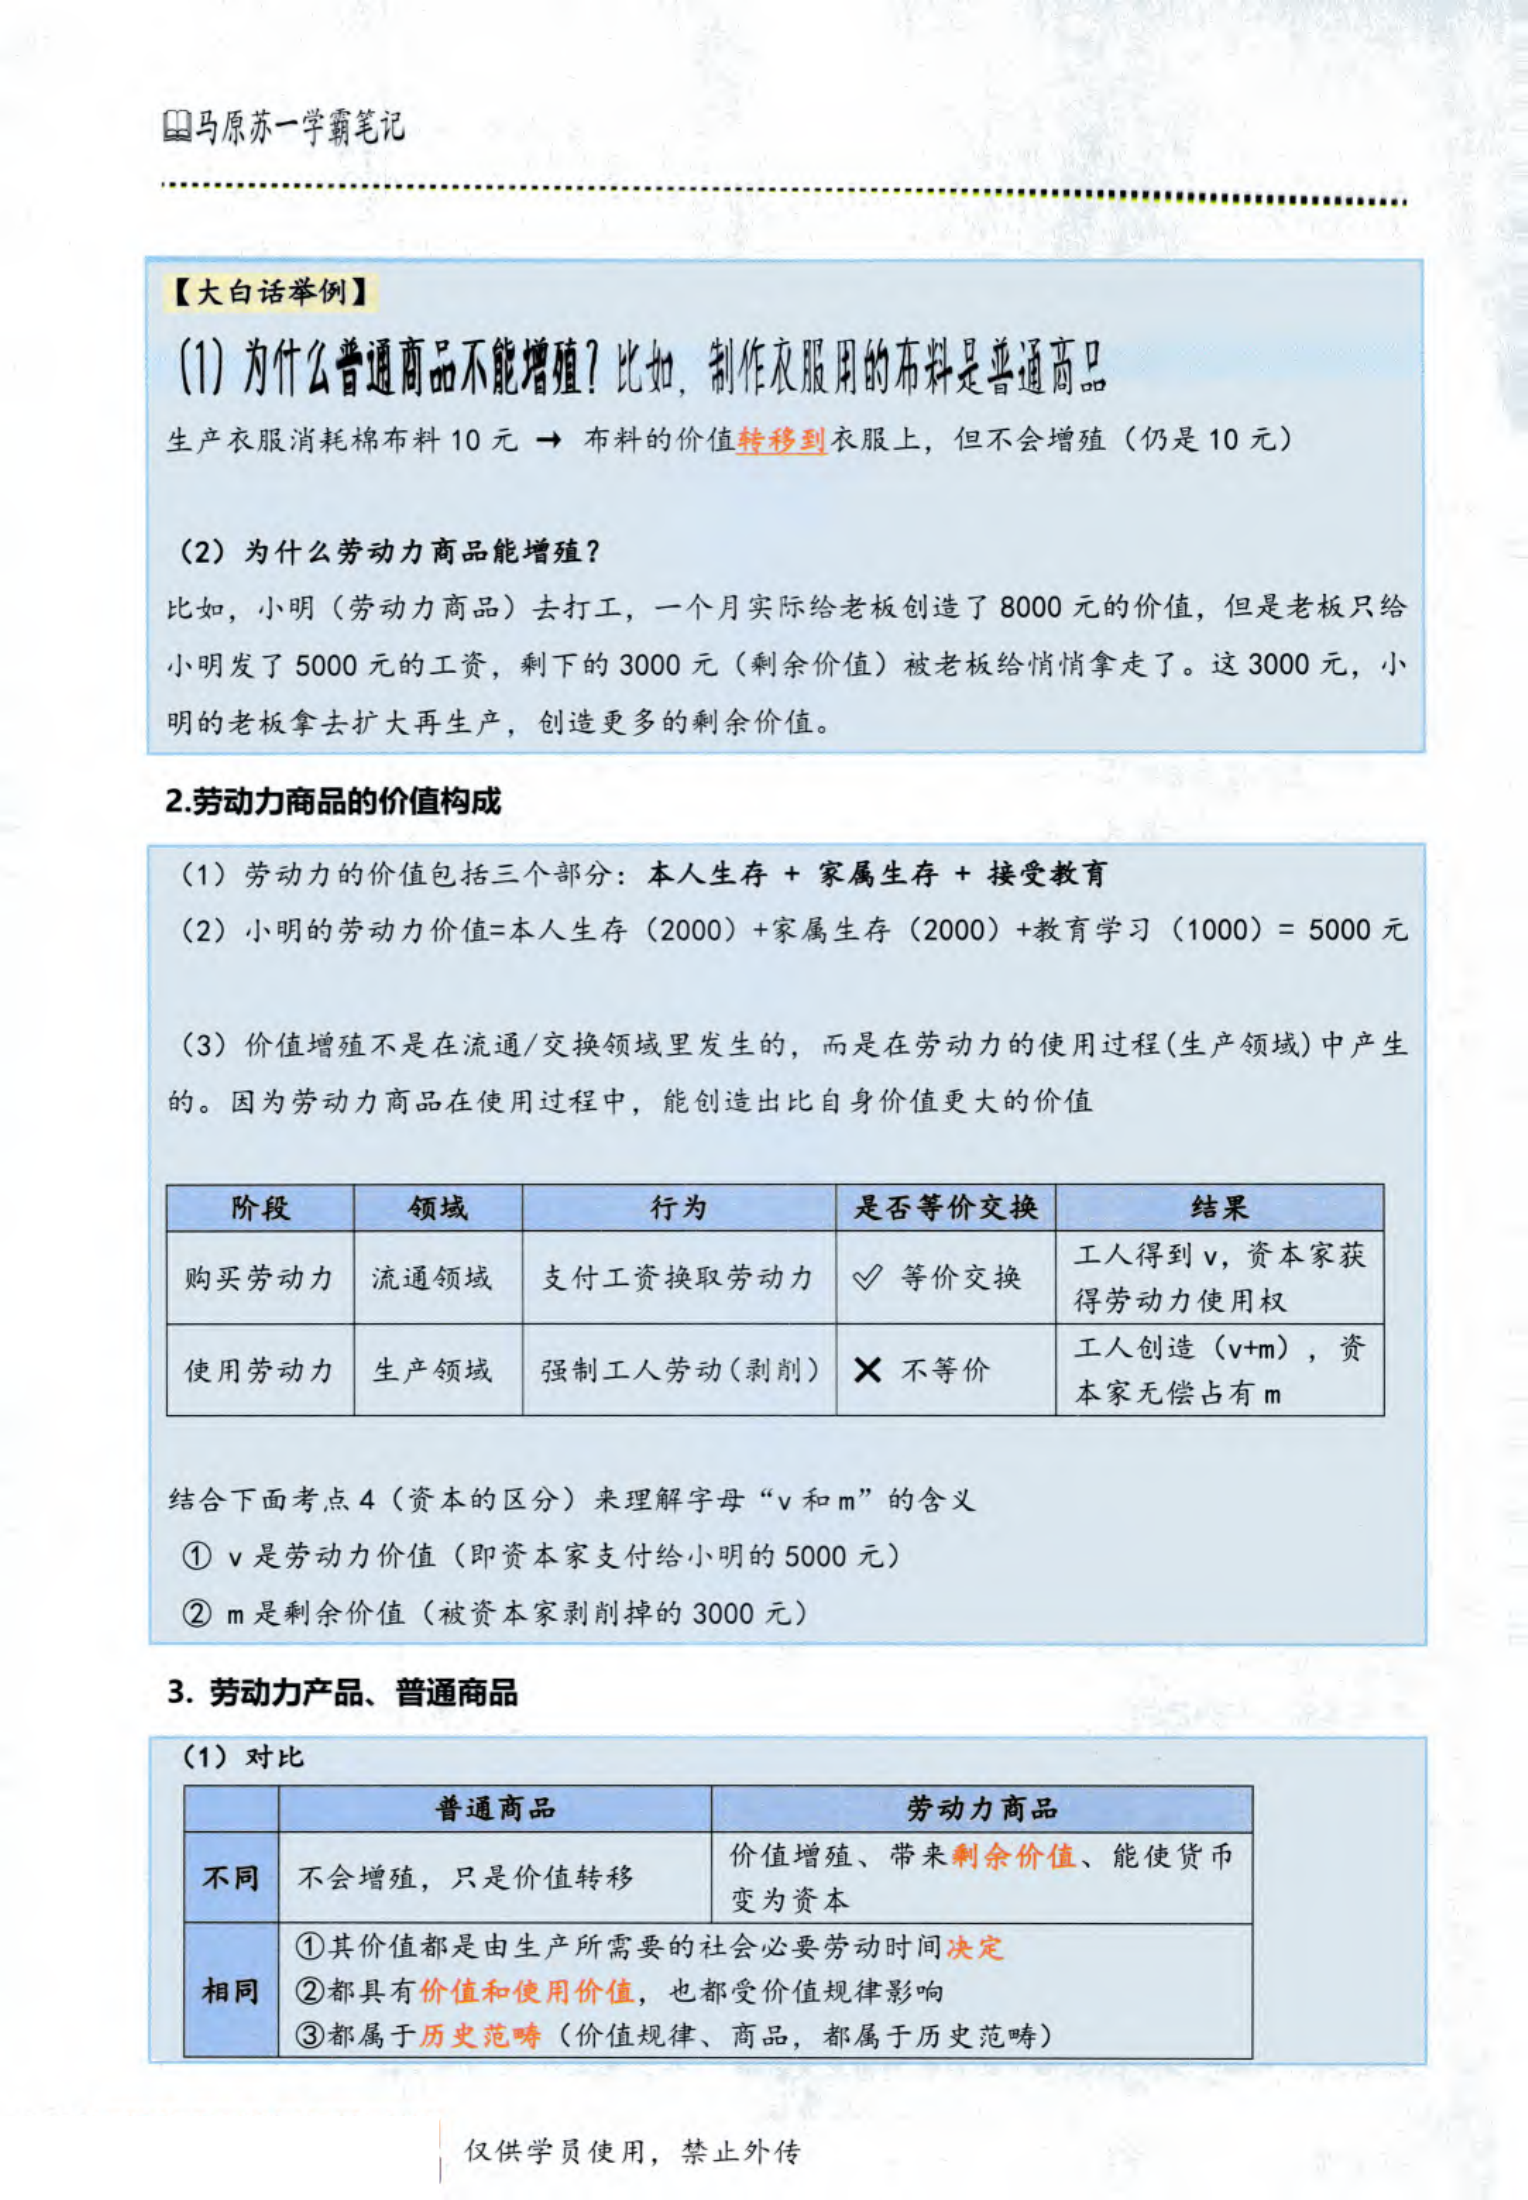 马原苏一学霸笔记
【大白话举例】
（1）为什么普通商品不能增殖？比如，制作衣服用的布料是普通商品
生产衣服消耗棉布料 10 元 → 布料的价值转移到衣服上，但不会增殖（仍是 10 元）
（2）为什么劳动力商品能增殖？
比如，小明（劳动力商品）去打工，一个月实际给老板创造了 8000 元的价值，但是老板只给
小明发了 5000 元的工资，剩下的 3000 元（剩余价值）被老板给悄悄拿走了。这 3000 元，小
明的老板拿去扩大再生产，创造更多的剩余价值。
2.劳动力商品的价值构成
（1）劳动力的价值包括三个部分：本人生存 + 家属生存 + 接受教育
（2）小明的劳动力价值=本人生存（2000）+家属生存（2000）+教育学习（1000）= 5000 元
（3）价值增殖不是在流通/交换领域里发生的，而是在劳动力的使用过程(生产领域)中产生
的。因为劳动力商品在使用过程中，能创造出比自身价值更大的价值
阶段 领域 行为 是否等价交换 结果
购买劳动力 流通领域 支付工资换取劳动力 ✓ 等价交换 工人得到 v，资本家获
得劳动力使用权
使用劳动力 生产领域 强制工人劳动(剥削) ✕ 不等价 工人创造（v+m），资
本家无偿占有 m
结合下面考点 4（资本的区分）来理解字母“v 和 m”的含义
① v 是劳动力价值（即资本家支付给小明的 5000 元）
② m 是剩余价值（被资本家剥削掉的 3000 元）
3. 劳动力产品、普通商品
（1）对比
普通商品 劳动力商品
不同 不会增殖，只是价值转移 价值增殖、带来剩余价值、能使货币
变为资本
相同 ①其价值都是由生产所需要的社会必要劳动时间决定
②都具有价值和使用价值，也都受价值规律影响
③都属于历史范畴（价值规律、商品，都属于历史范畴）
仅供学员使用，禁止外传